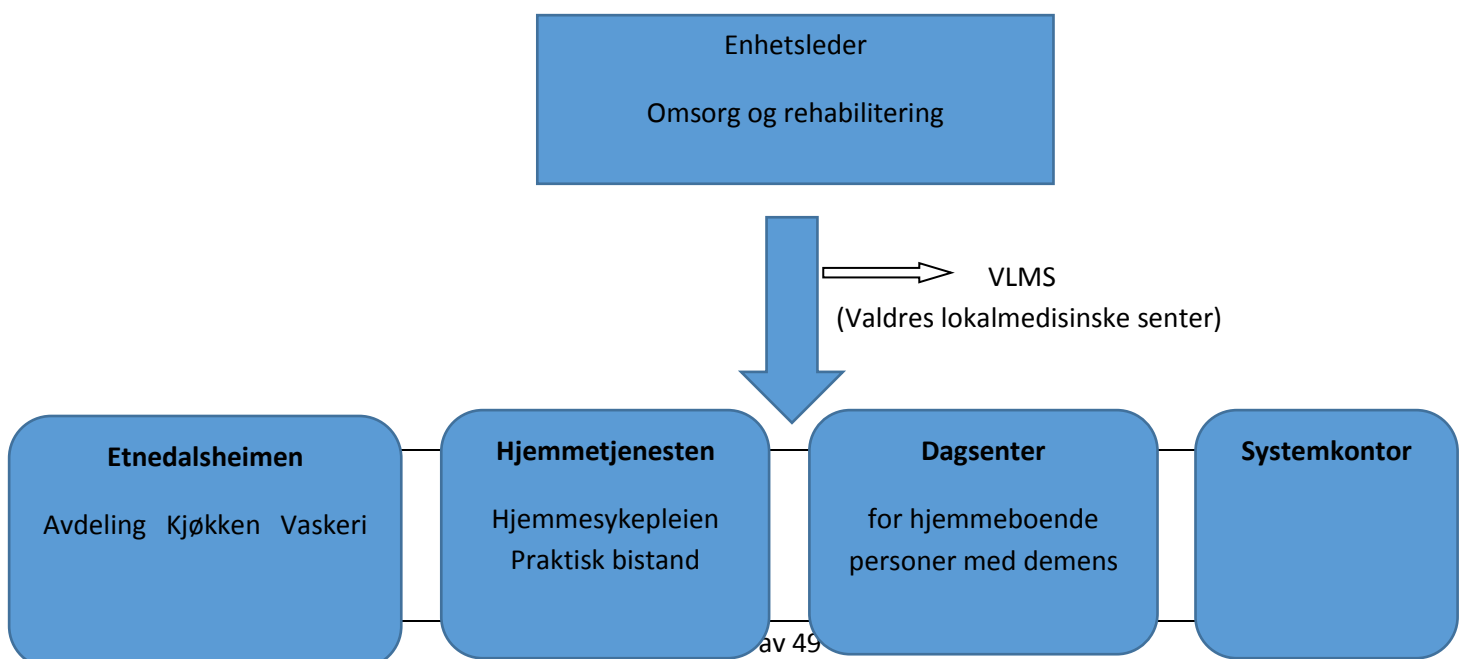 Enhetsleder
Omsorg og rehabilitering
VLMS
(Valdres lokalmedisinske senter)
Etnedalsheimen
Avdeling Kjøkken Vaskeri
Hjemmetjenesten
Hjemmesykepleien
Praktisk bistand
Dagsenter
for hjemmeboende
personer med demens
Systemkontor
av 49